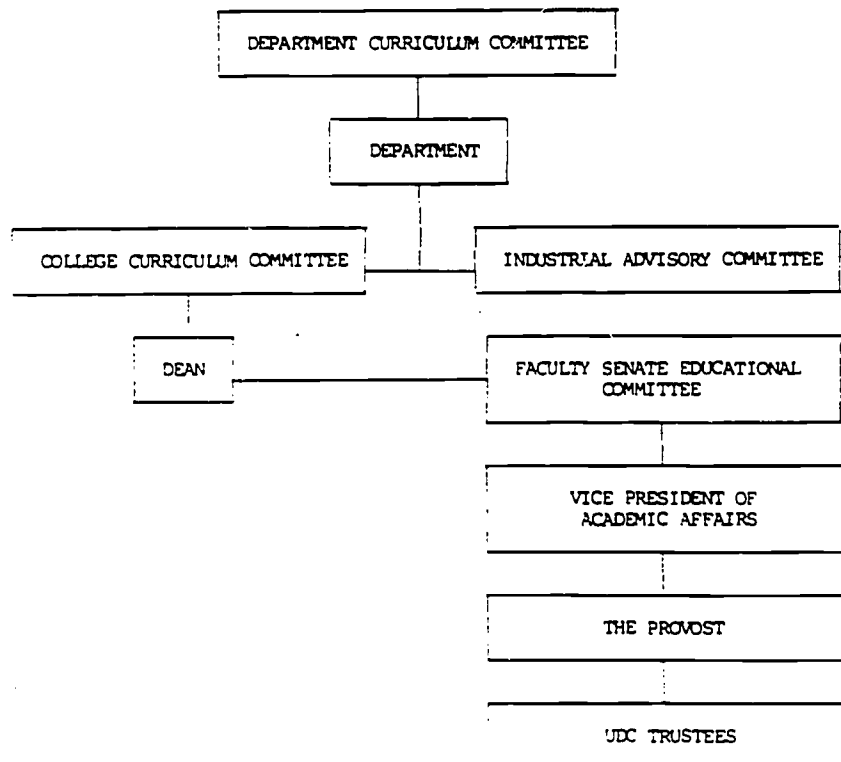 DEPARTMENT CURRICULUM COMMITTEE
DEPARTMENT
COLLEGE CURRICULUM COMMITTEE
INDUSTRIAL ADVISORY COMMITTEE
DEAN
FACULTY SENATE EDUCATIONAL
COMMITTEE
VICE PRESIDENT OF
ACADEMIC AFFAIRS
THE PROVOST
UDC TRUSTEES